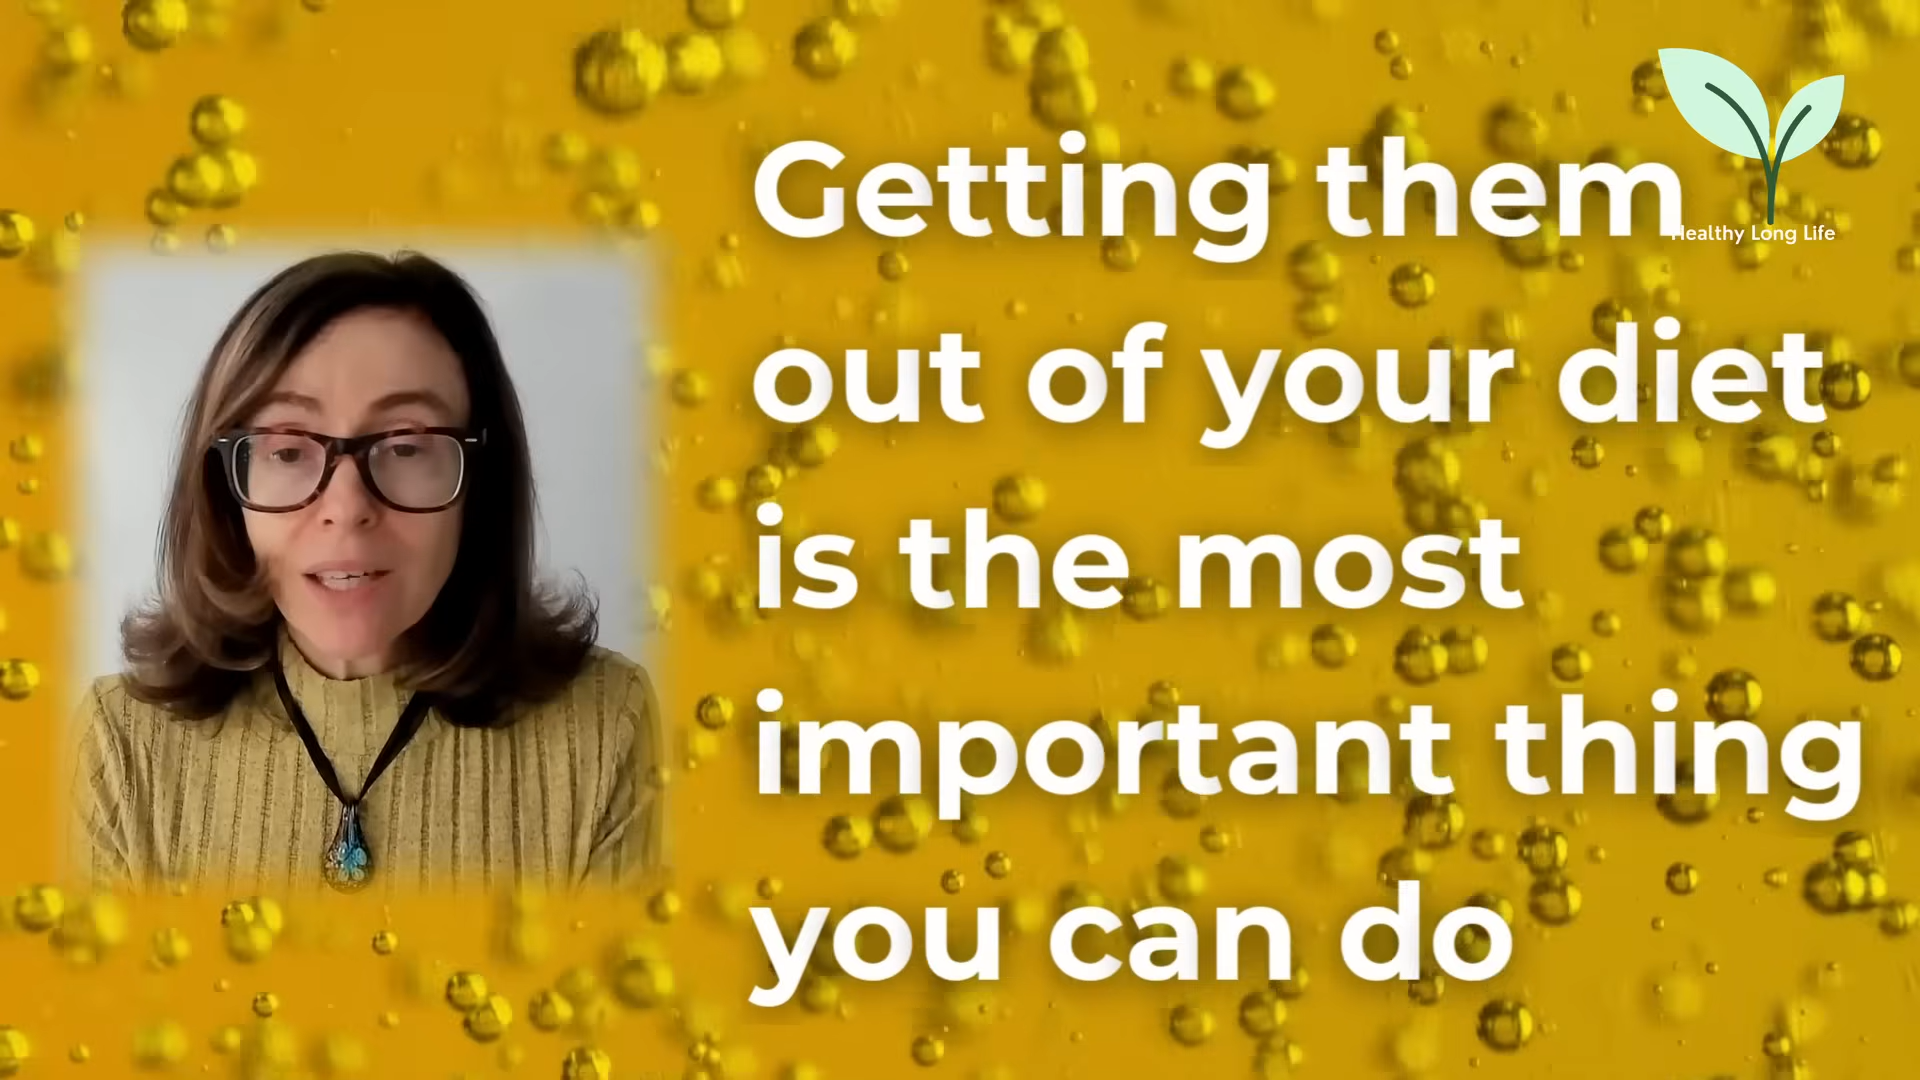 Getting them
Healthy Long Life
out of your diet
is the most
important thing
you can do